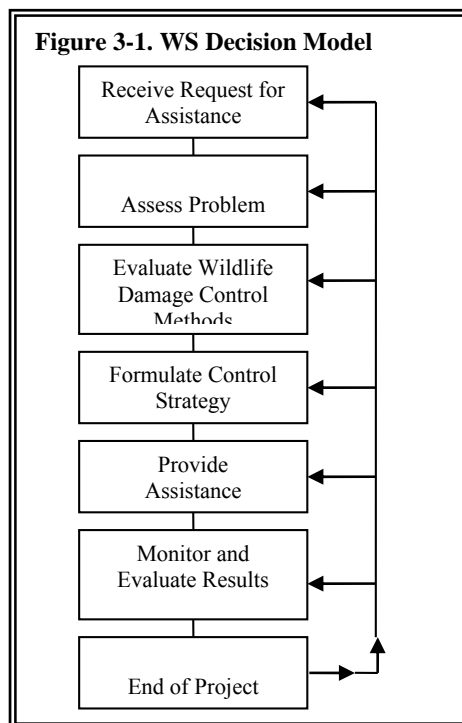 Figure 3-1. WS Decision Model
Receive Request for
Assistance
Assess Problem
Evaluate Wildlife
Damage Control
Methods
Formulate Control
Strategy
Provide
Assistance
Monitor and
Evaluate Results
End of Project